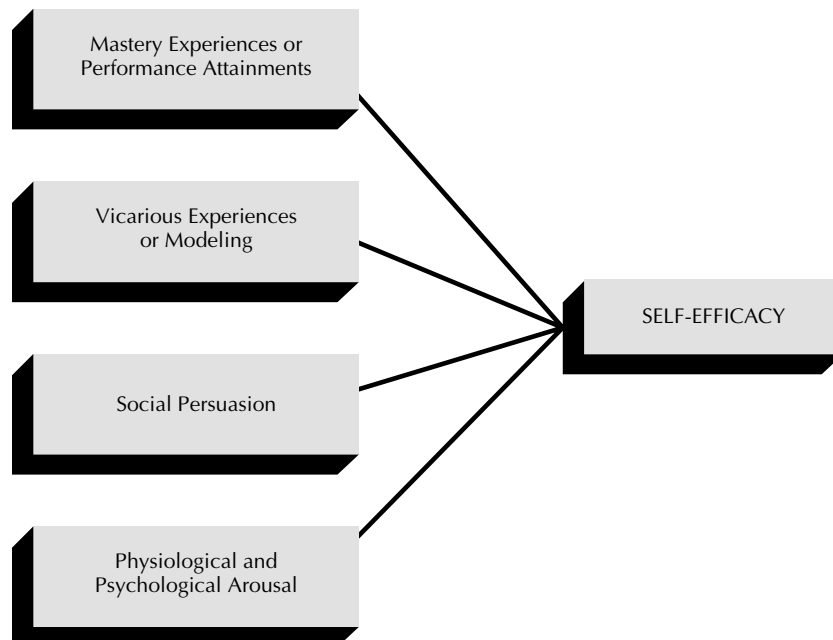 Mastery Experiences or
Performance Attainments
Vicarious Experiences
or Modeling
Social Persuasion
Physiological and
Psychological Arousal
SELF-EFFICACY